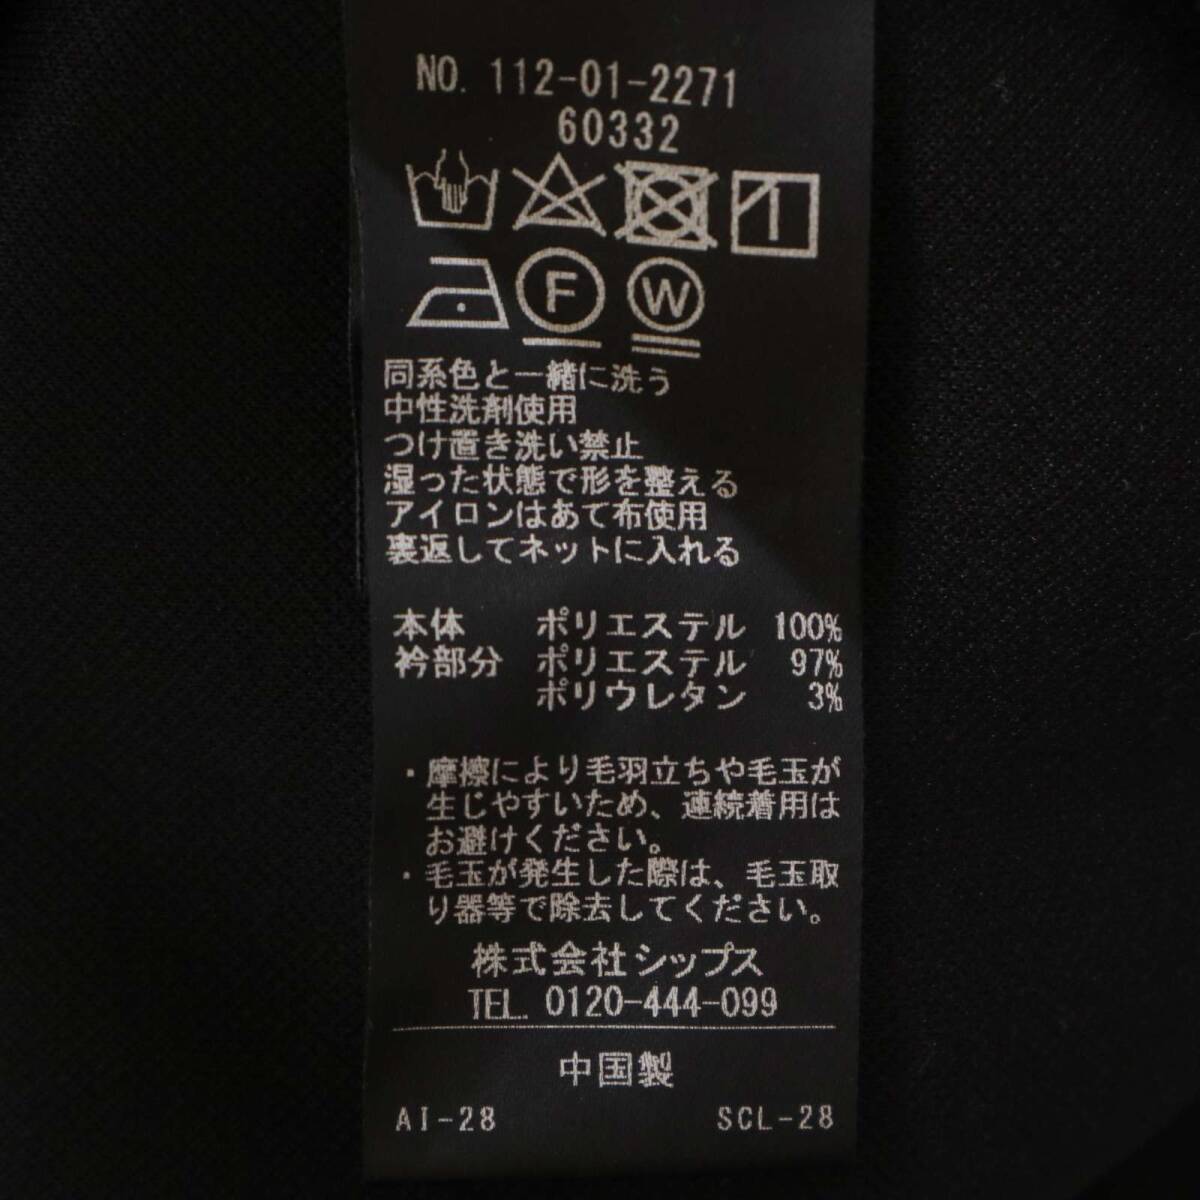 NO. 112-01-2271
60332
F W
同系色と一緒に洗う
中性洗剤使用
つけ置き洗い禁止
湿った状態で形を整える
アイロンはあて布使用
裏返してネットに入れる
本体 ポリエステル 100%
衿部分 ポリエステル 97%
ポリウレタン 3%
・摩擦により毛羽立ちや毛玉が
生じやすいため、連続着用は
お避けください。
・毛玉が発生した際は、毛玉取
り器等で除去してください。
株式会社シップス
TEL. 0120-444-099
中国製
AI-28 SCL-28